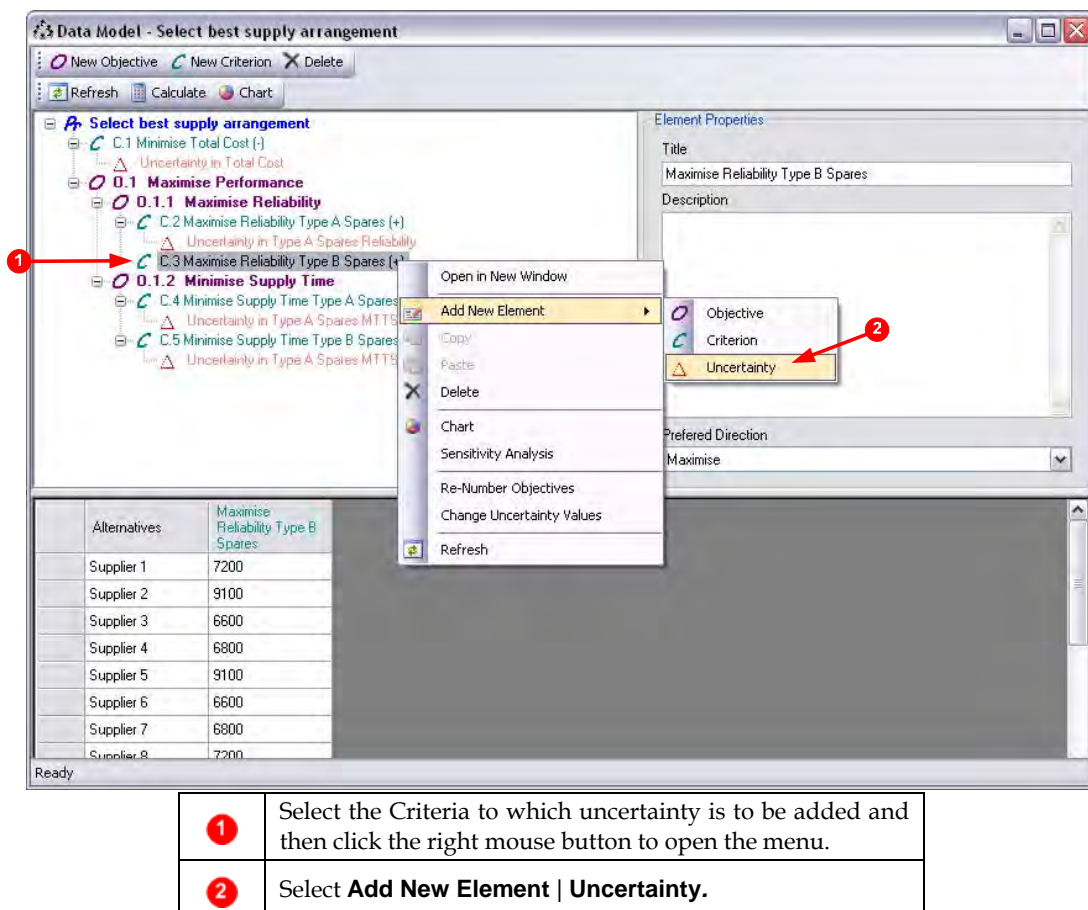 Data Model - Select best supply arrangement
New Objective New Criterion Delete
Refresh Calculate Chart
Select best supply arrangement
C.1 Minimise Total Cost (-)
Uncertainty in Total Cost
O.1 Maximise Performance
O.1.1 Maximise Reliability
C.2 Maximise Reliability Type A Spares (+)
Uncertainty in Type A Spares Reliability
C.3 Maximise Reliability Type B Spares (+)
O.1.2 Minimise Supply Time
C.4 Minimise Supply Time Type A Spares
Uncertainty in Type A Spares MTTS
C.5 Minimise Supply Time Type B Spares
Uncertainty in Type A Spares MTTS
1
Open in New Window
Add New Element
Copy
Paste
Delete
Chart
Sensitivity Analysis
Re-Number Objectives
Change Uncertainty Values
Refresh
Objective
Criterion
Uncertainty
2
Element Properties
Title
Maximise Reliability Type B Spares
Description
Prefered Direction
Maximise
Alternatives Maximise
Reliability Type B
Spares
Supplier 1 7200
Supplier 2 9100
Supplier 3 6600
Supplier 4 6800
Supplier 5 9100
Supplier 6 6600
Supplier 7 6800
Supplier 8 7200
Ready
1 Select the Criteria to which uncertainty is to be added and
then click the right mouse button to open the menu.
2 Select Add New Element | Uncertainty.